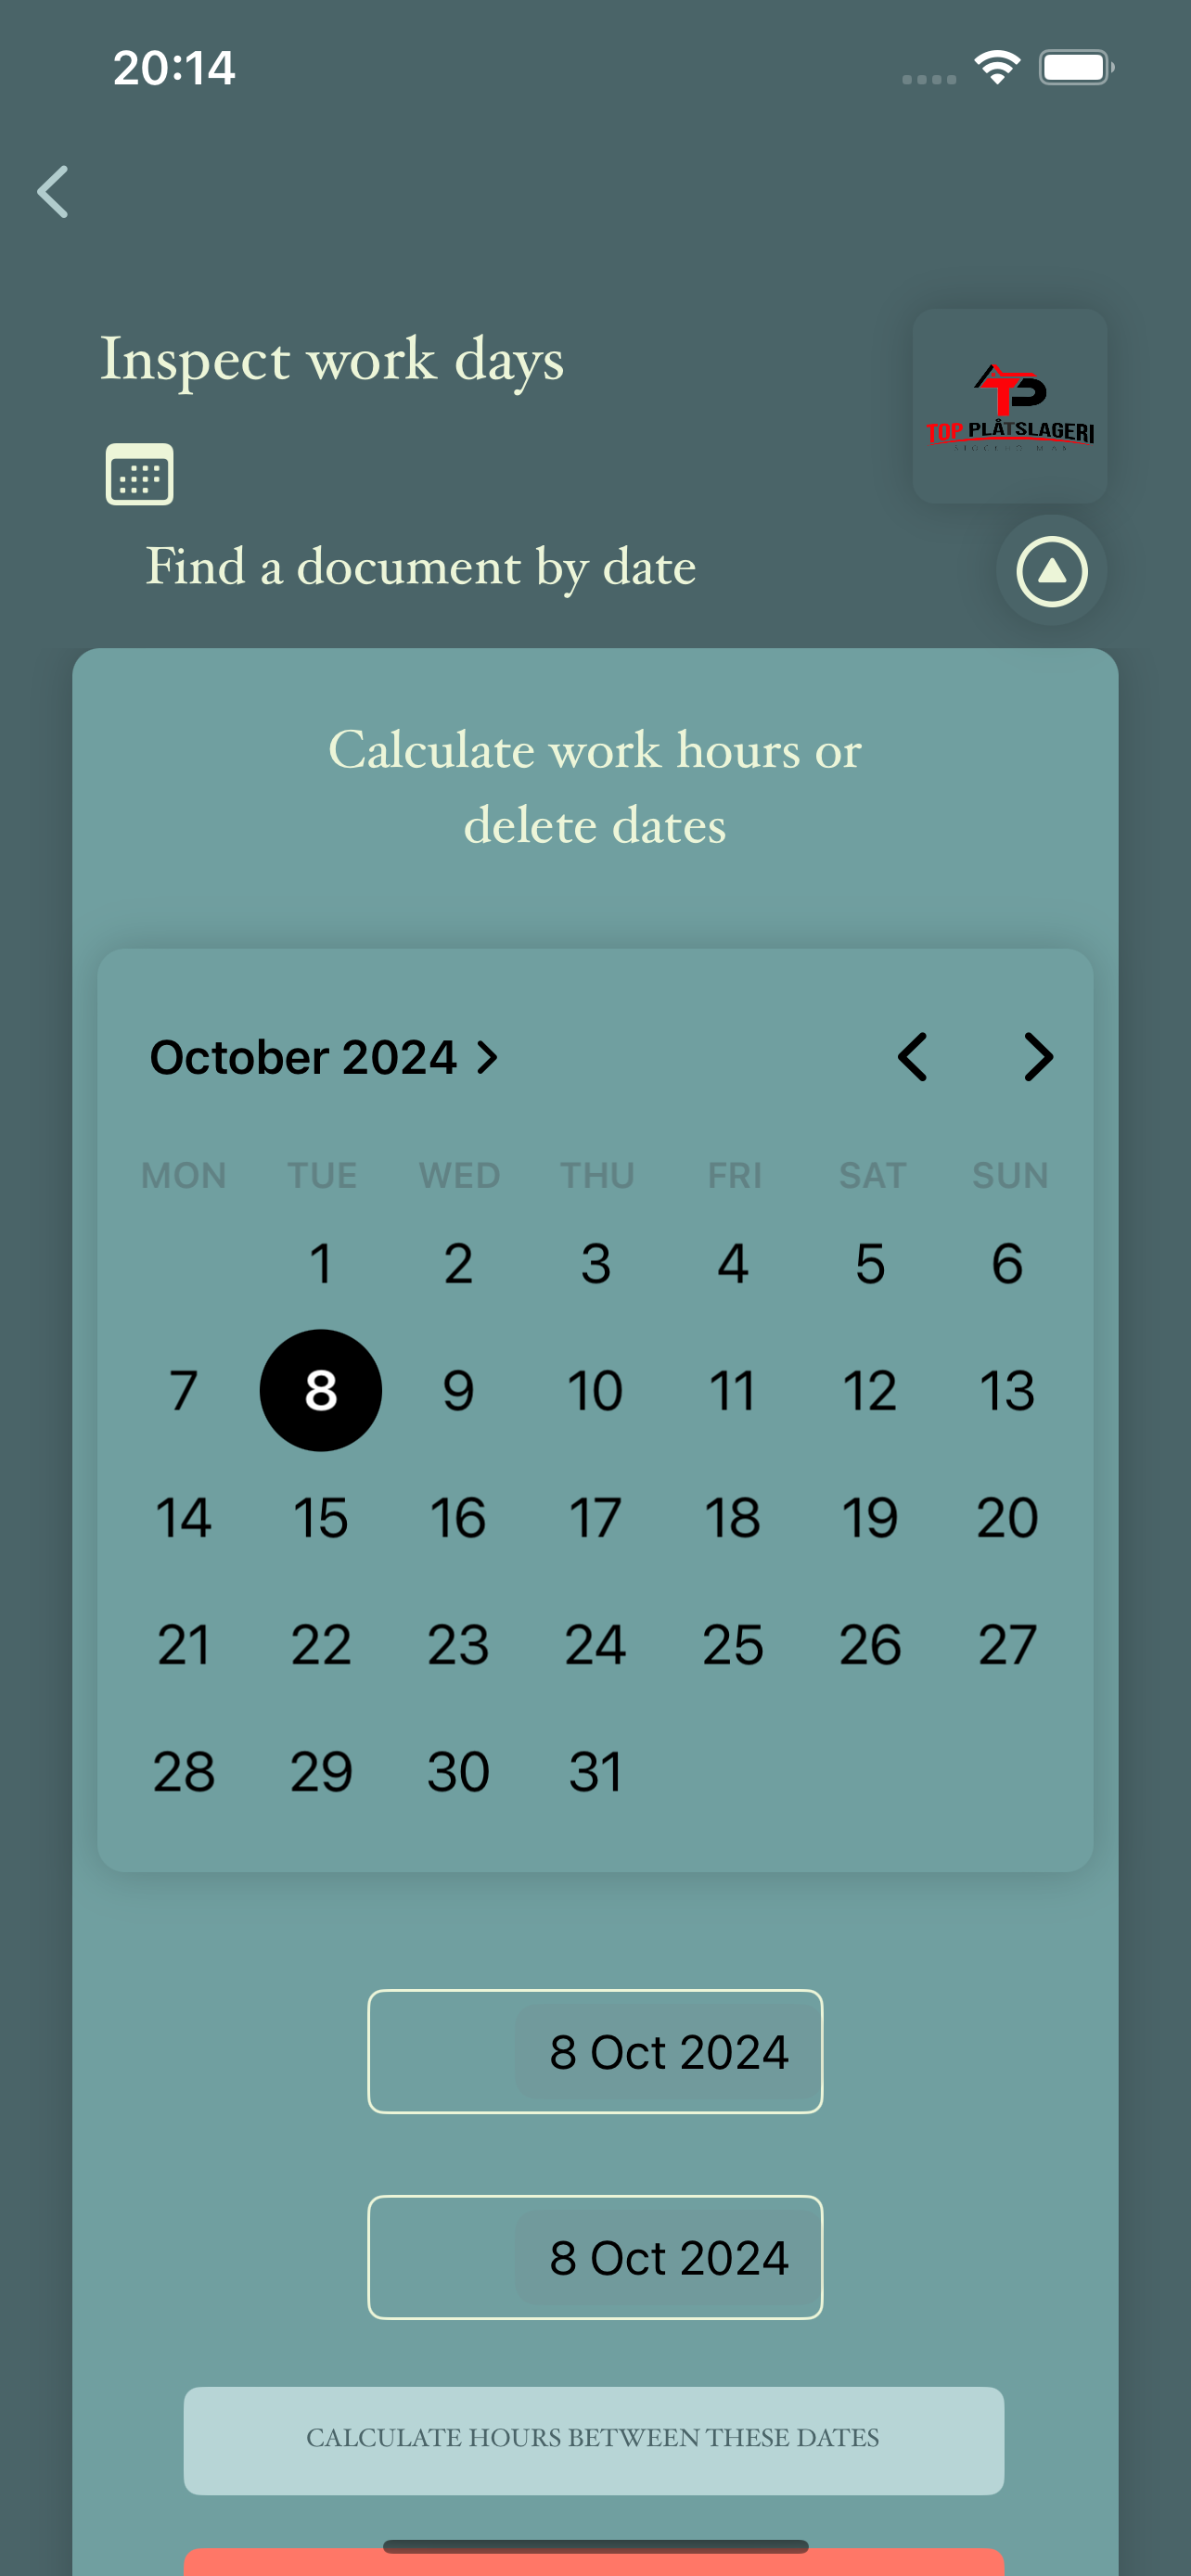 20:14
Inspect work days
TOP PLÅTSLAGERI
Find a document by date
Calculate work hours or
delete dates
October 2024
MON TUE WED THU FRI SAT SUN
1 2 3 4 5 6
7 8 9 10 11 12 13
14 15 16 17 18 19 20
21 22 23 24 25 26 27
28 29 30 31
8 Oct 2024
8 Oct 2024
CALCULATE HOURS BETWEEN THESE DATES